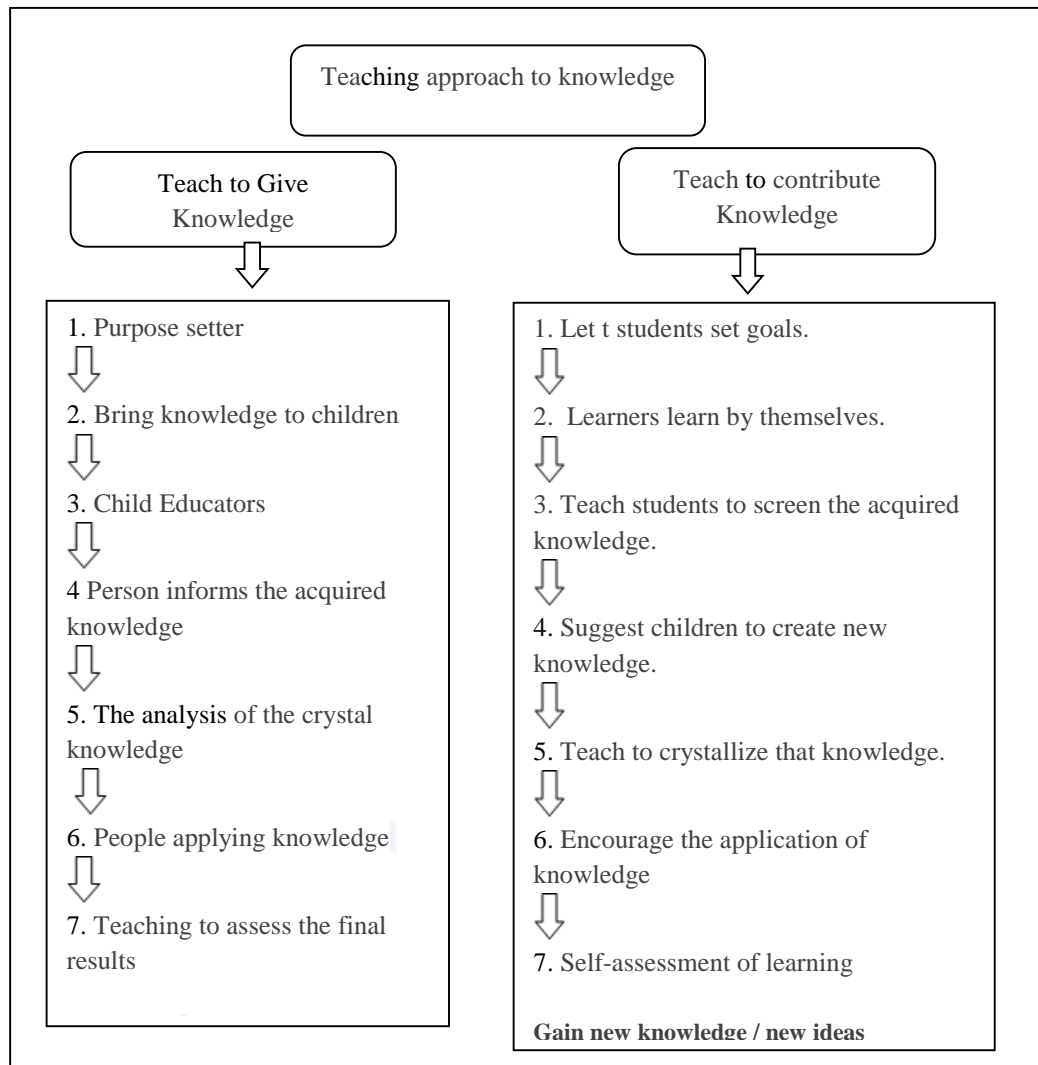 Teaching approach to knowledge
Teach to Give
Knowledge
Teach to contribute
Knowledge
1. Purpose setter
2. Bring knowledge to children
3. Child Educators
4 Person informs the acquired
knowledge
5. The analysis of the crystal
knowledge
6. People applying knowledge
7. Teaching to assess the final
results
1. Let t students set goals.
2. Learners learn by themselves.
3. Teach students to screen the acquired
knowledge.
4. Suggest children to create new
knowledge.
5. Teach to crystallize that knowledge.
6. Encourage the application of
knowledge
7. Self-assessment of learning
Gain new knowledge / new ideas